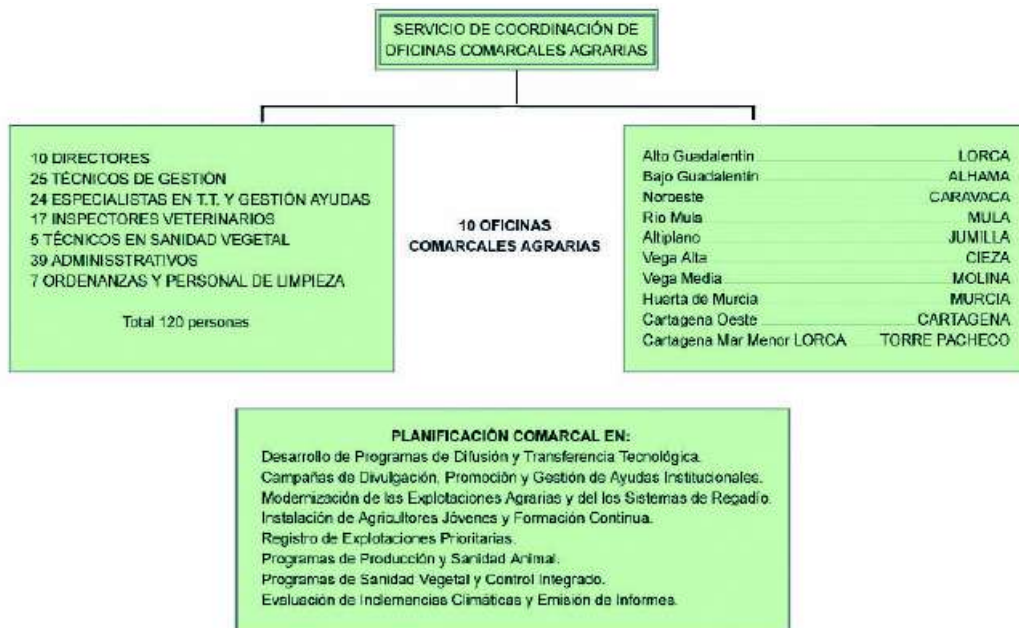 SERVICIO DE COORDINACIÓN DE
OFICINAS COMARCALES AGRARIAS
10 DIRECTORES
25 TÉCNICOS DE GESTIÓN
24 ESPECIALISTAS EN T.T. Y GESTIÓN AYUDAS
17 INSPECTORES VETERINARIOS
5 TÉCNICOS EN SANIDAD VEGETAL
39 ADMINISSTRATIVOS
7 ORDENANZAS Y PERSONAL DE LIMPIEZA
Total 120 personas
10 OFICINAS
COMARCALES AGRARIAS
Alto Guadalentín LORCA
Bajo Guadalentín ALHAMA
Noroeste CARAVACA
Río Mula MULA
Altiplano JUMILLA
Vega Alta CIEZA
Vega Media MOLINA
Huerta de Murcia MURCIA
Cartagena Oeste CARTAGENA
Cartagena Mar Menor LORCA TORRE PACHECO
PLANIFICACIÓN COMARCAL EN:
Desarrollo de Programas de Difusión y Transferencia Tecnológica.
Campañas de Divulgación, Promoción y Gestión de Ayudas Institucionales.
Modernización de las Explotaciones Agrarias y del los Sistemas de Regadío.
Instalación de Agricultores Jóvenes y Formación Continua.
Registro de Explotaciones Prioritarias.
Programas de Producción y Sanidad Animal.
Programas de Sanidad Vegetal y Control Integrado.
Evaluación de Inclemencias Climáticas y Emisión de Informes.